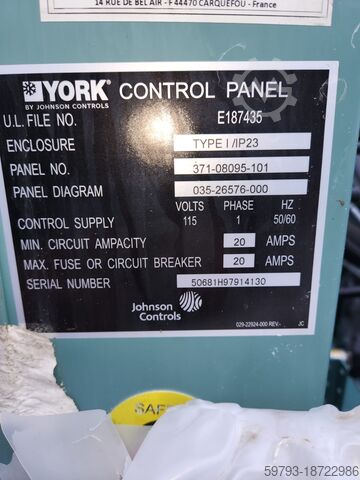 14 RUE DE BEL AIR - F 44470 CARQUEFOU - France
YORK CONTROL PANEL
BY JOHNSON CONTROLS
U.L. FILE NO. E187435
ENCLOSURE TYPE I /IP23
PANEL NO. 371-08095-101
PANEL DIAGRAM 035-26576-000
VOLTS PHASE HZ
CONTROL SUPPLY 115 1 50/60
MIN. CIRCUIT AMPACITY 20 AMPS
MAX. FUSE OR CIRCUIT BREAKER 20 AMPS
SERIAL NUMBER 50681H97914130
Johnson
Controls
029-22924-000 REV.- JC
SAFE
59793-18722986